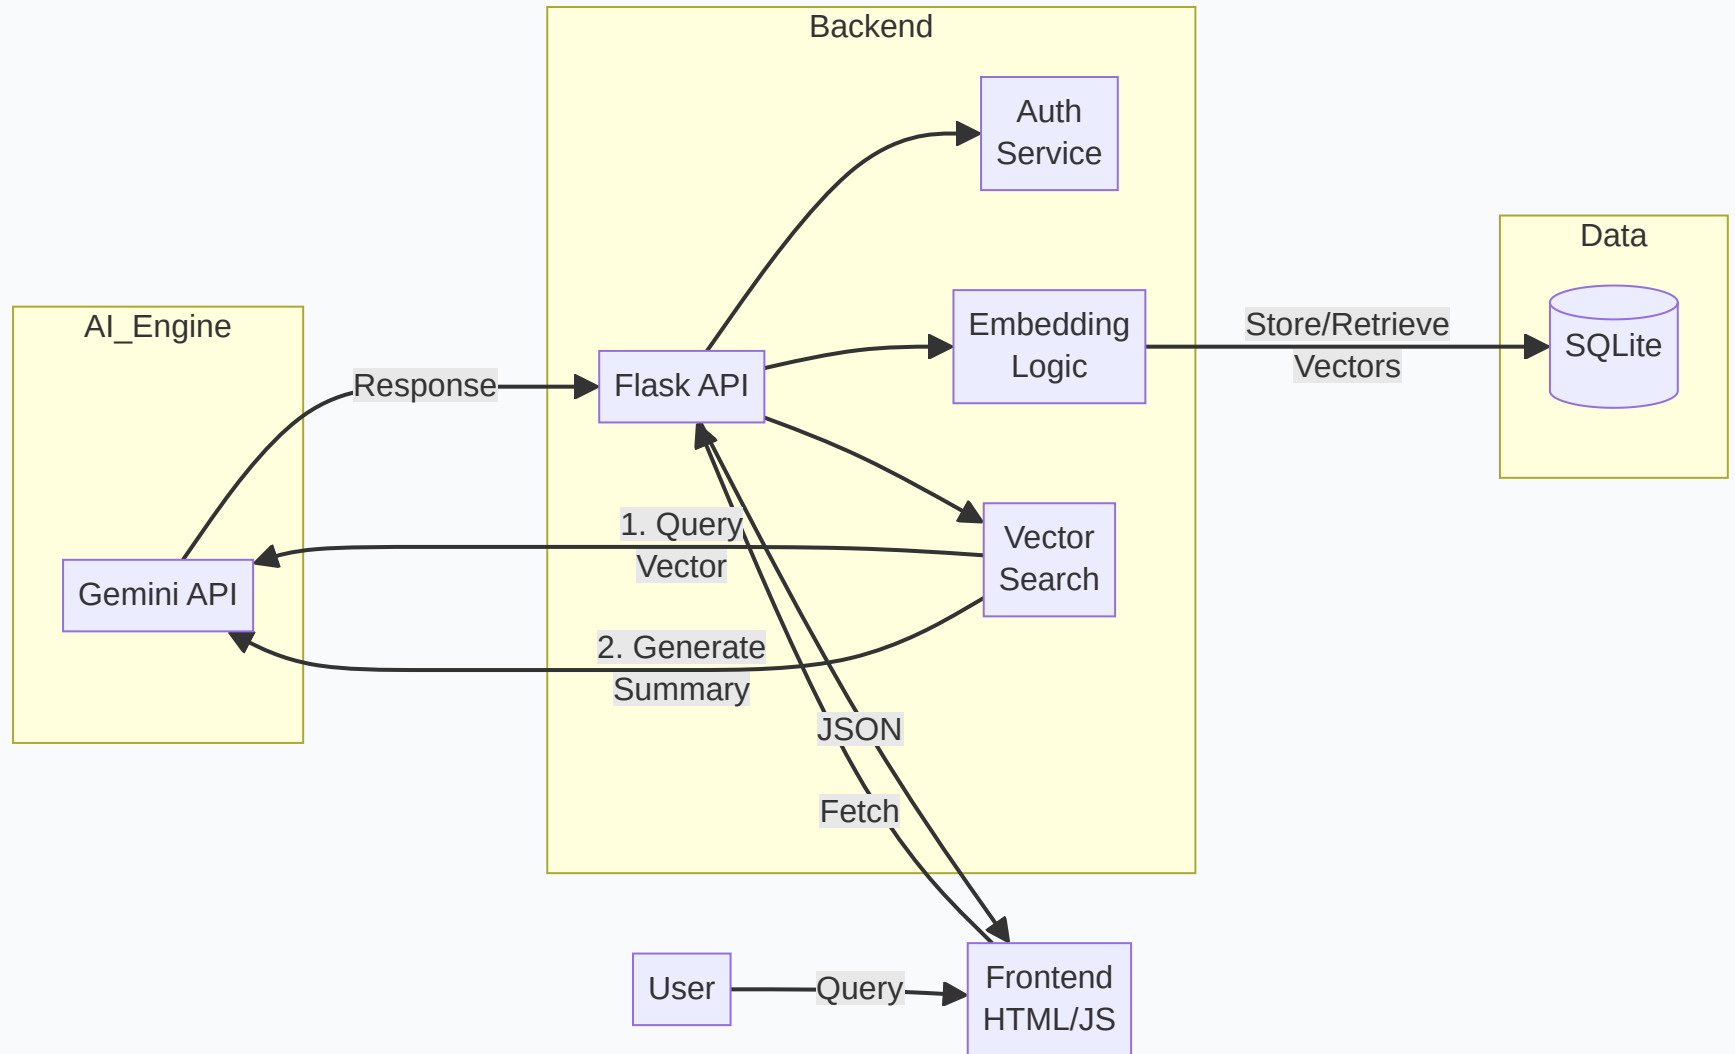 Backend
Auth
Service
Data
AI_Engine
Embedding
Logic
Store/Retrieve
Vectors
SQLite
Response
Flask API
1. Query
Vector
Vector
Search
Gemini API
2. Generate
Summary
JSON
Fetch
User
Query
Frontend
HTML/JS